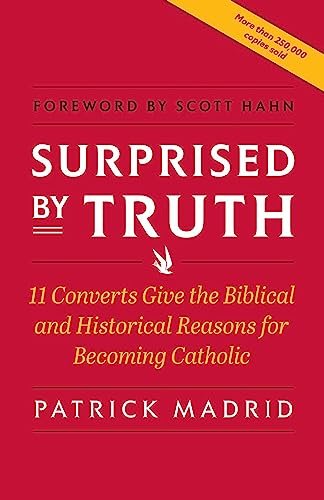 More than 250,000
copies sold
FOREWORD BY SCOTT HAHN
SURPRISED
BY TRUTH
11 Converts Give the Biblical
and Historical Reasons for
Becoming Catholic
PATRICK MADRID